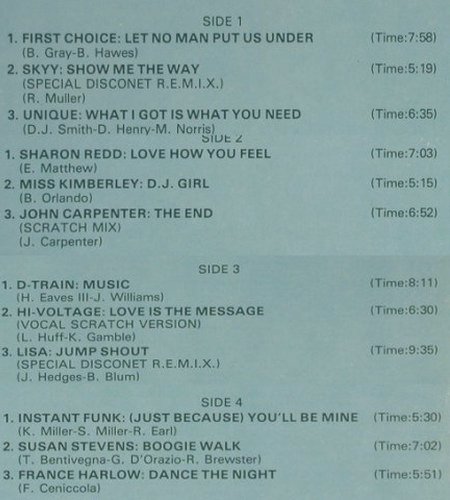 SIDE 1
1. FIRST CHOICE: LET NO MAN PUT US UNDER (Time:7:58)
(B. Gray-B. Hawes)
2. SKYY: SHOW ME THE WAY (Time:5:19)
(SPECIAL DISCONET R.E.M.I.X.)
(R. Muller)
3. UNIQUE: WHAT I GOT IS WHAT YOU NEED (Time:6:35)
(D.J. Smith-D. Henry-M. Norris)
SIDE 2
1. SHARON REDD: LOVE HOW YOU FEEL (Time:7:03)
(E. Matthew)
2. MISS KIMBERLEY: D.J. GIRL (Time:5:15)
(B. Orlando)
3. JOHN CARPENTER: THE END (Time:6:52)
(SCRATCH MIX)
(J. Carpenter)
SIDE 3
1. D-TRAIN: MUSIC (Time:8:11)
(H. Eaves III-J. Williams)
2. HI-VOLTAGE: LOVE IS THE MESSAGE (Time:6:30)
(VOCAL SCRATCH VERSION)
(L. Huff-K. Gamble)
3. LISA: JUMP SHOUT (Time:9:35)
(SPECIAL DISCONET R.E.M.I.X.)
(J. Hedges-B. Blum)
SIDE 4
1. INSTANT FUNK: (JUST BECAUSE) YOU'LL BE MINE (Time:5:30)
(K. Miller-S. Miller-R. Earl)
2. SUSAN STEVENS: BOOGIE WALK (Time:7:02)
(T. Bentivegna-G. D'Orazio-R. Brewster)
3. FRANCE HARLOW: DANCE THE NIGHT (Time:5:51)
(F. Ceniccola)